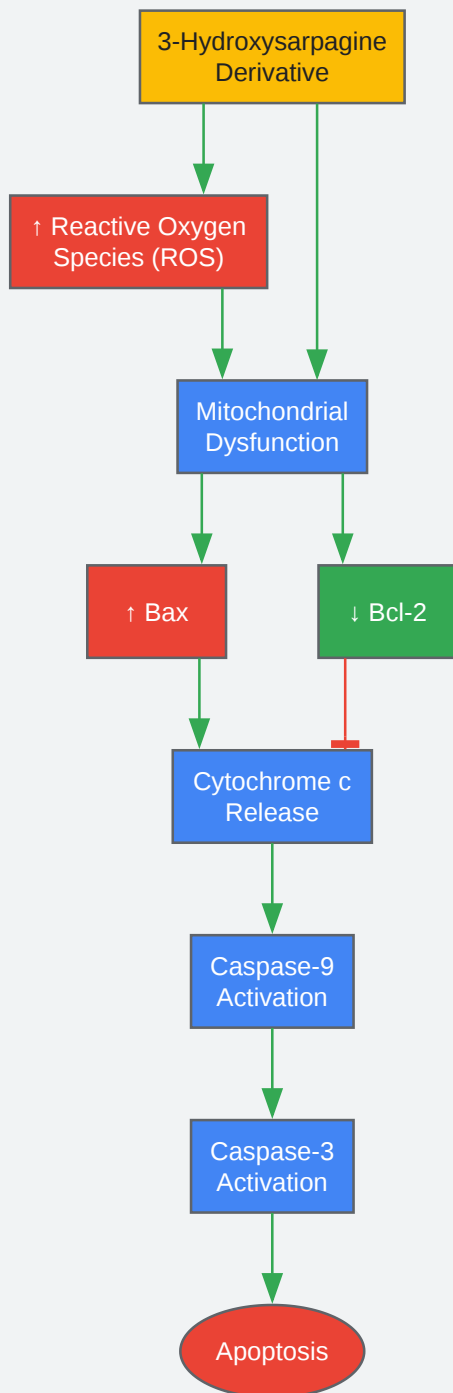 3-Hydroxysarpagine
Derivative
↑ Reactive Oxygen
Species (ROS)
Mitochondrial
Dysfunction
↑ Bax
↓ Bcl-2
Cytochrome c
Release
Caspase-9
Activation
Caspase-3
Activation
Apoptosis